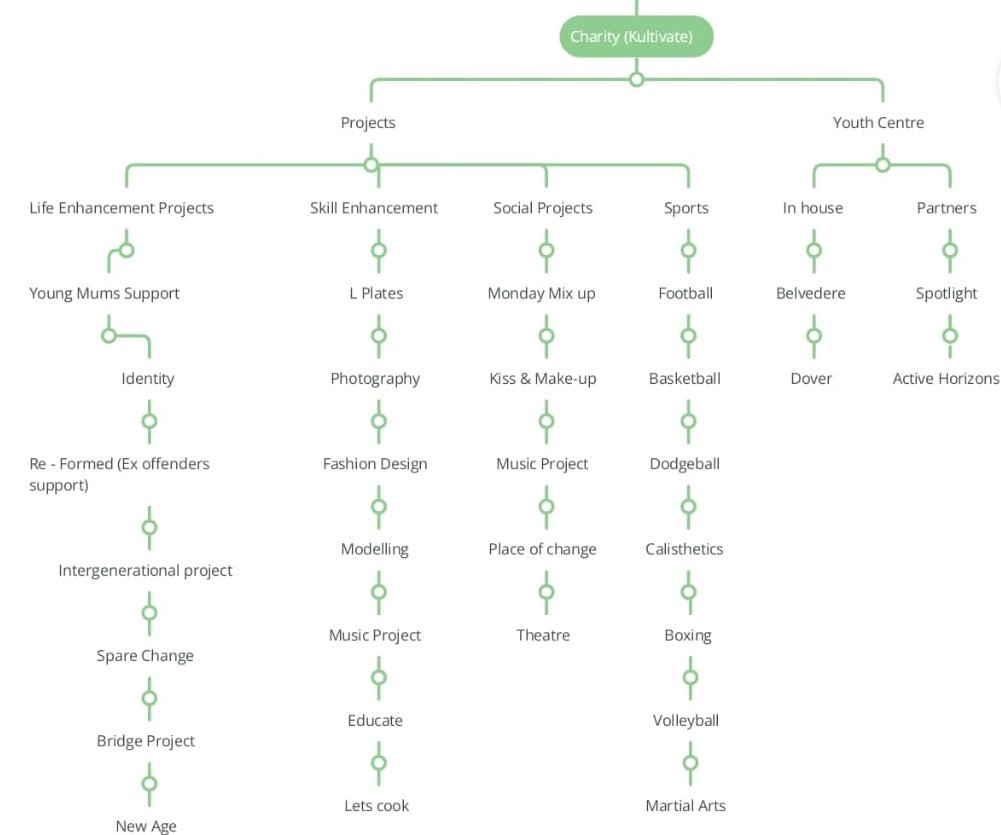 Charity (Kultivate)
Projects
Youth Centre
Life Enhancement Projects
Skill Enhancement
Social Projects
Sports
In house
Partners
Young Mums Support
L Plates
Monday Mix up
Football
Belvedere
Spotlight
Identity
Photography
Kiss & Make-up
Basketball
Dover
Active Horizons
Re - Formed (Ex offenders
support)
Fashion Design
Music Project
Dodgeball
Modelling
Place of change
Calisthetics
Intergenerational project
Music Project
Theatre
Boxing
Spare Change
Educate
Volleyball
Bridge Project
Lets cook
Martial Arts
New Age